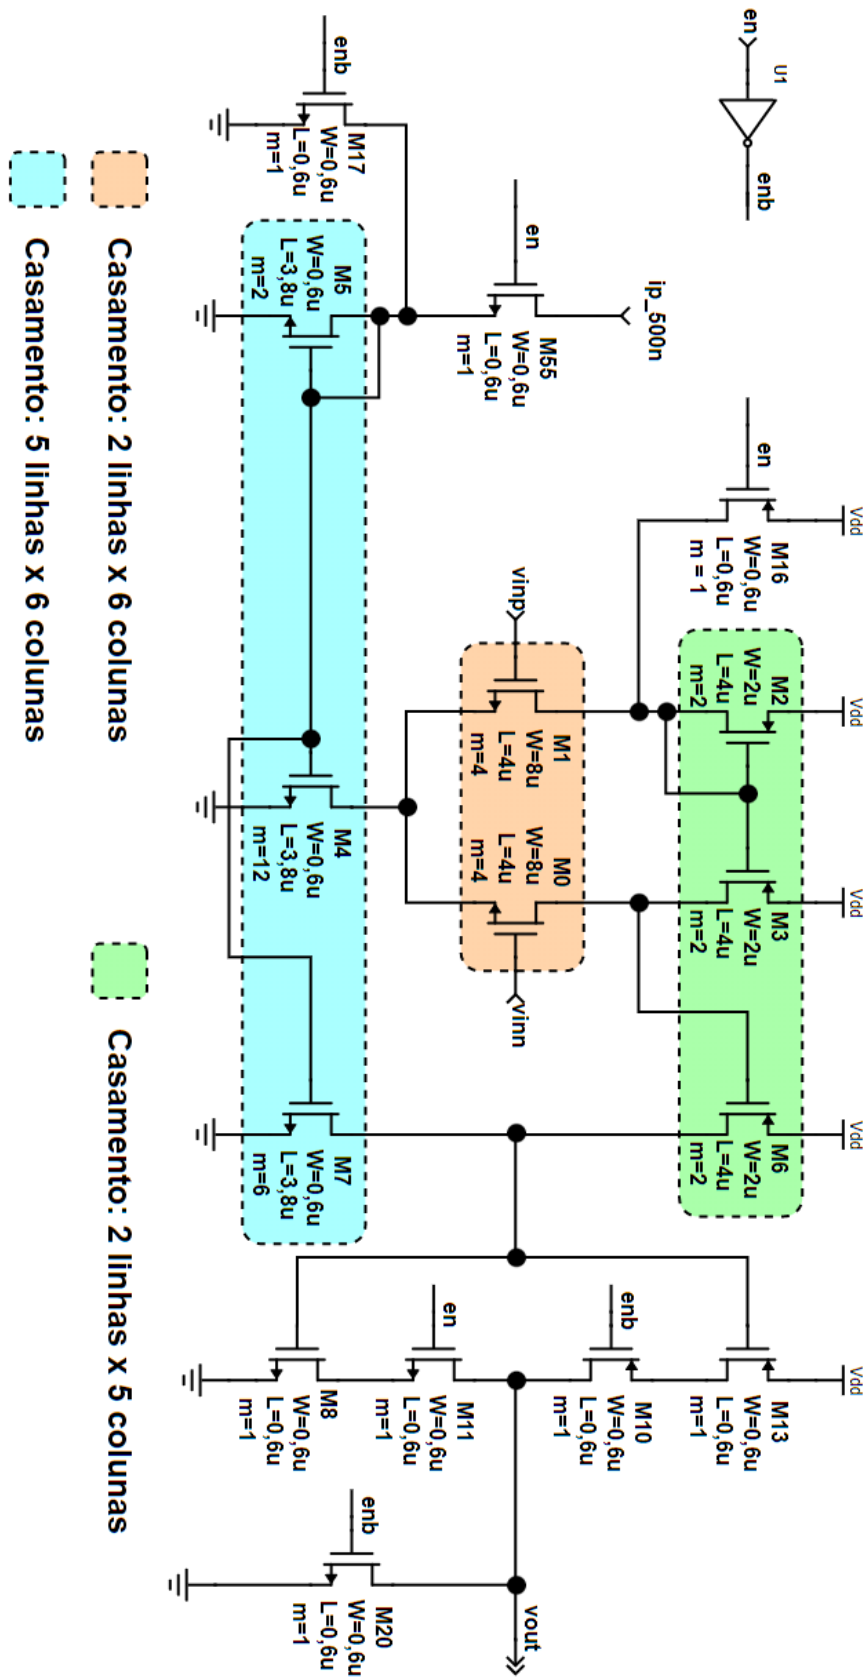 en
U1
enb
Vdd
Vdd
Vdd
Vdd
Vdd
en
M16
W=0,6u
L=0,6u
m = 1
M2
W=2u
L=4u
m=2
M3
W=2u
L=4u
m=2
M6
W=2u
L=4u
m=2
M13
W=0,6u
L=0,6u
m=1
ip_500n
en
M55
W=0,6u
L=0,6u
m=1
vinp
M1
W=8u
L=4u
m=4
M0
W=8u
L=4u
m=4
vinn
enb
M10
W=0,6u
L=0,6u
m=1
vout
en
M11
W=0,6u
L=0,6u
m=1
enb
M17
W=0,6u
L=0,6u
m=1
M5
W=0,6u
L=3,8u
m=2
M4
W=0,6u
L=3,8u
m=12
M7
W=0,6u
L=3,8u
m=6
M8
W=0,6u
L=0,6u
m=1
enb
M20
W=0,6u
L=0,6u
m=1
Casamento: 2 linhas x 6 colunas
Casamento: 2 linhas x 5 colunas
Casamento: 5 linhas x 6 colunas